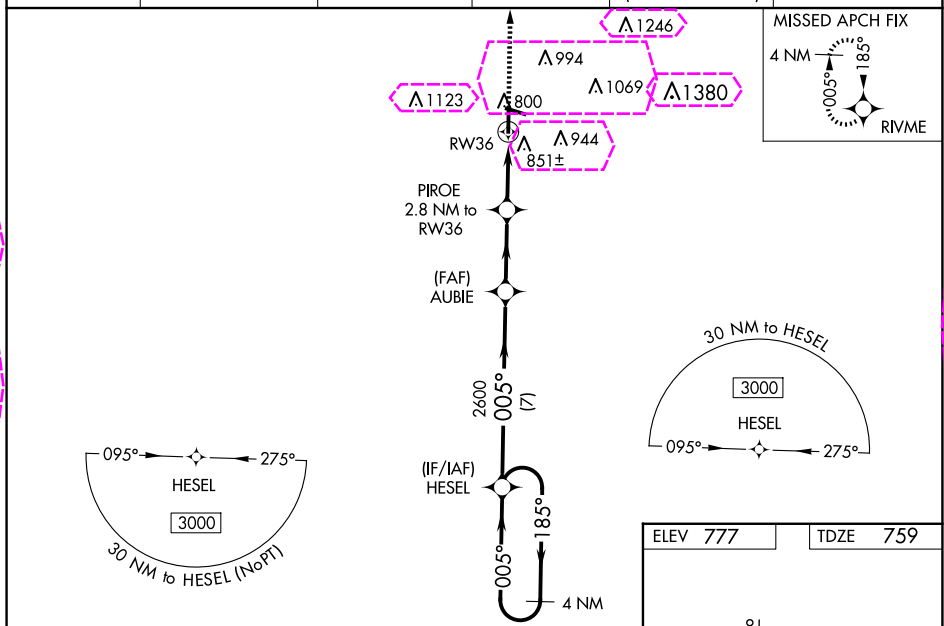 MISSED APCH FIX
4 NM
185°
005°
RIVME
1246
994
1123
800
1069
1380
RW36
944
851±
PIROE
2.8 NM to
RW36
(FAF)
AUBIE
2600
005°
(7)
30 NM to HESEL
3000
HESEL
095°
275°
095°
275°
HESEL
3000
30 NM to HESEL (NoPT)
(IF/IAF)
HESEL
185°
005°
4 NM
ELEV 777
TDZE 759